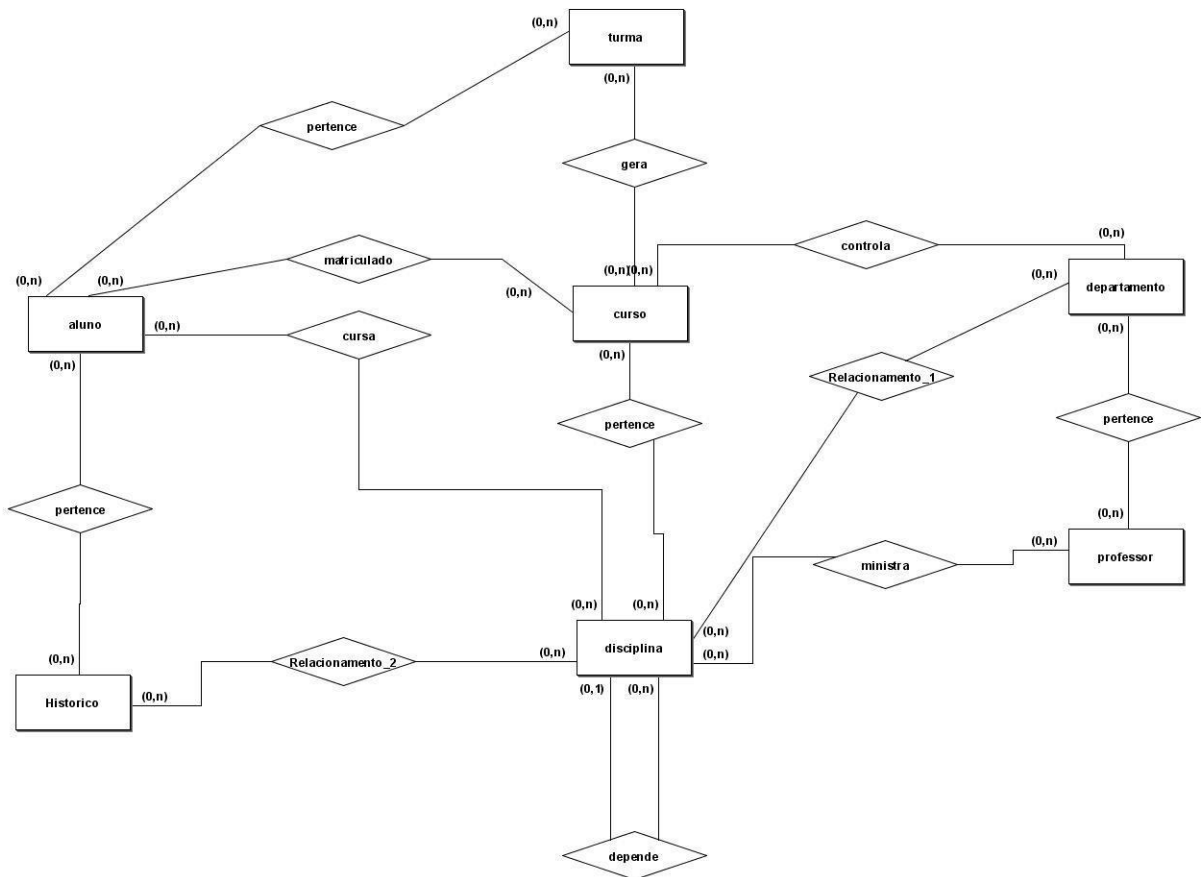 (0,n)
turma
(0,n)
pertence
gera
(0,n)
controla
(0,n)
matriculado
(0,n)
(0,n)
(0,n)
(0,n)
(0,n)
(0,n)
departamento
aluno
(0,n)
cursa
curso
(0,n)
(0,n)
(0,n)
Relacionamento_1
pertence
pertence
pertence
(0,n)
(0,n)
professor
ministra
(0,n)
(0,n)
(0,n)
(0,n)
Relacionamento_2
(0,n)
disciplina
(0,n)
Historico
(0,n)
(0,1)
(0,n)
depende